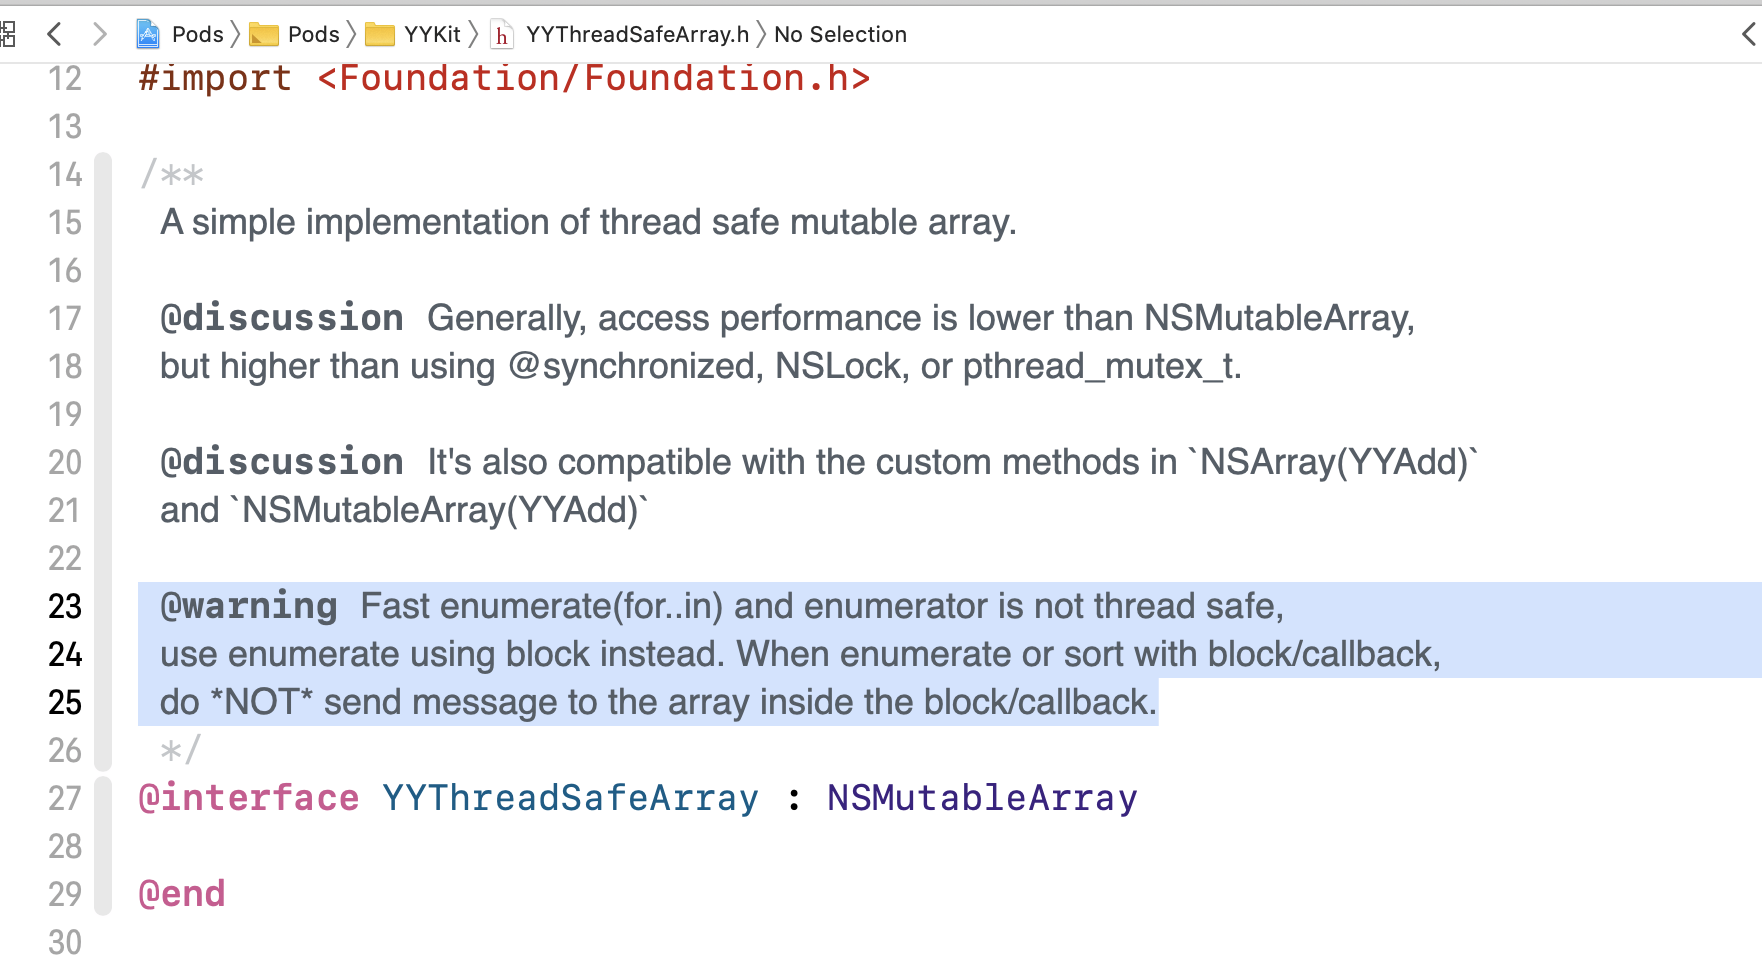 Pods Pods YYKit h YYThreadSafeArray.h No Selection
12 #import <Foundation/Foundation.h>
13
14 /**
15 A simple implementation of thread safe mutable array.
16
17 @discussion Generally, access performance is lower than NSMutableArray,
18 but higher than using @synchronized, NSLock, or pthread_mutex_t.
19
20 @discussion It's also compatible with the custom methods in `NSArray(YYAdd)`
21 and `NSMutableArray(YYAdd)`
22
23 @warning Fast enumerate(for..in) and enumerator is not thread safe,
24 use enumerate using block instead. When enumerate or sort with block/callback,
25 do *NOT* send message to the array inside the block/callback.
26 */
27 @interface YYThreadSafeArray : NSMutableArray
28
29 @end
30